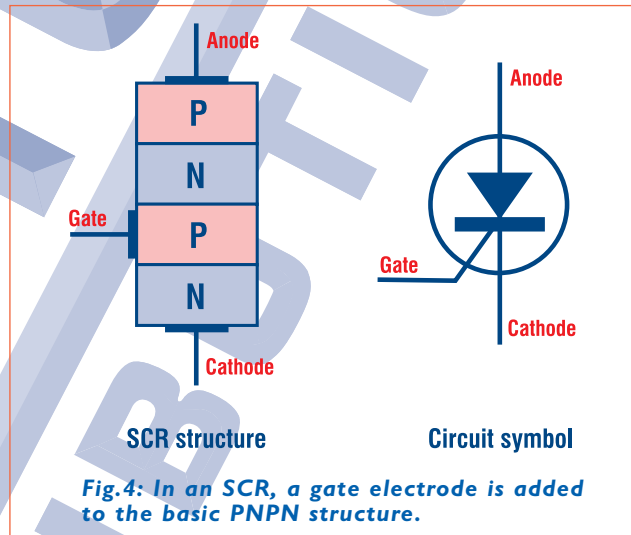 Anode
P
N
Gate
P
N
Cathode
SCR structure
Anode
Gate
Cathode
Circuit symbol
Fig.4: In an SCR, a gate electrode is added
to the basic PNPN structure.